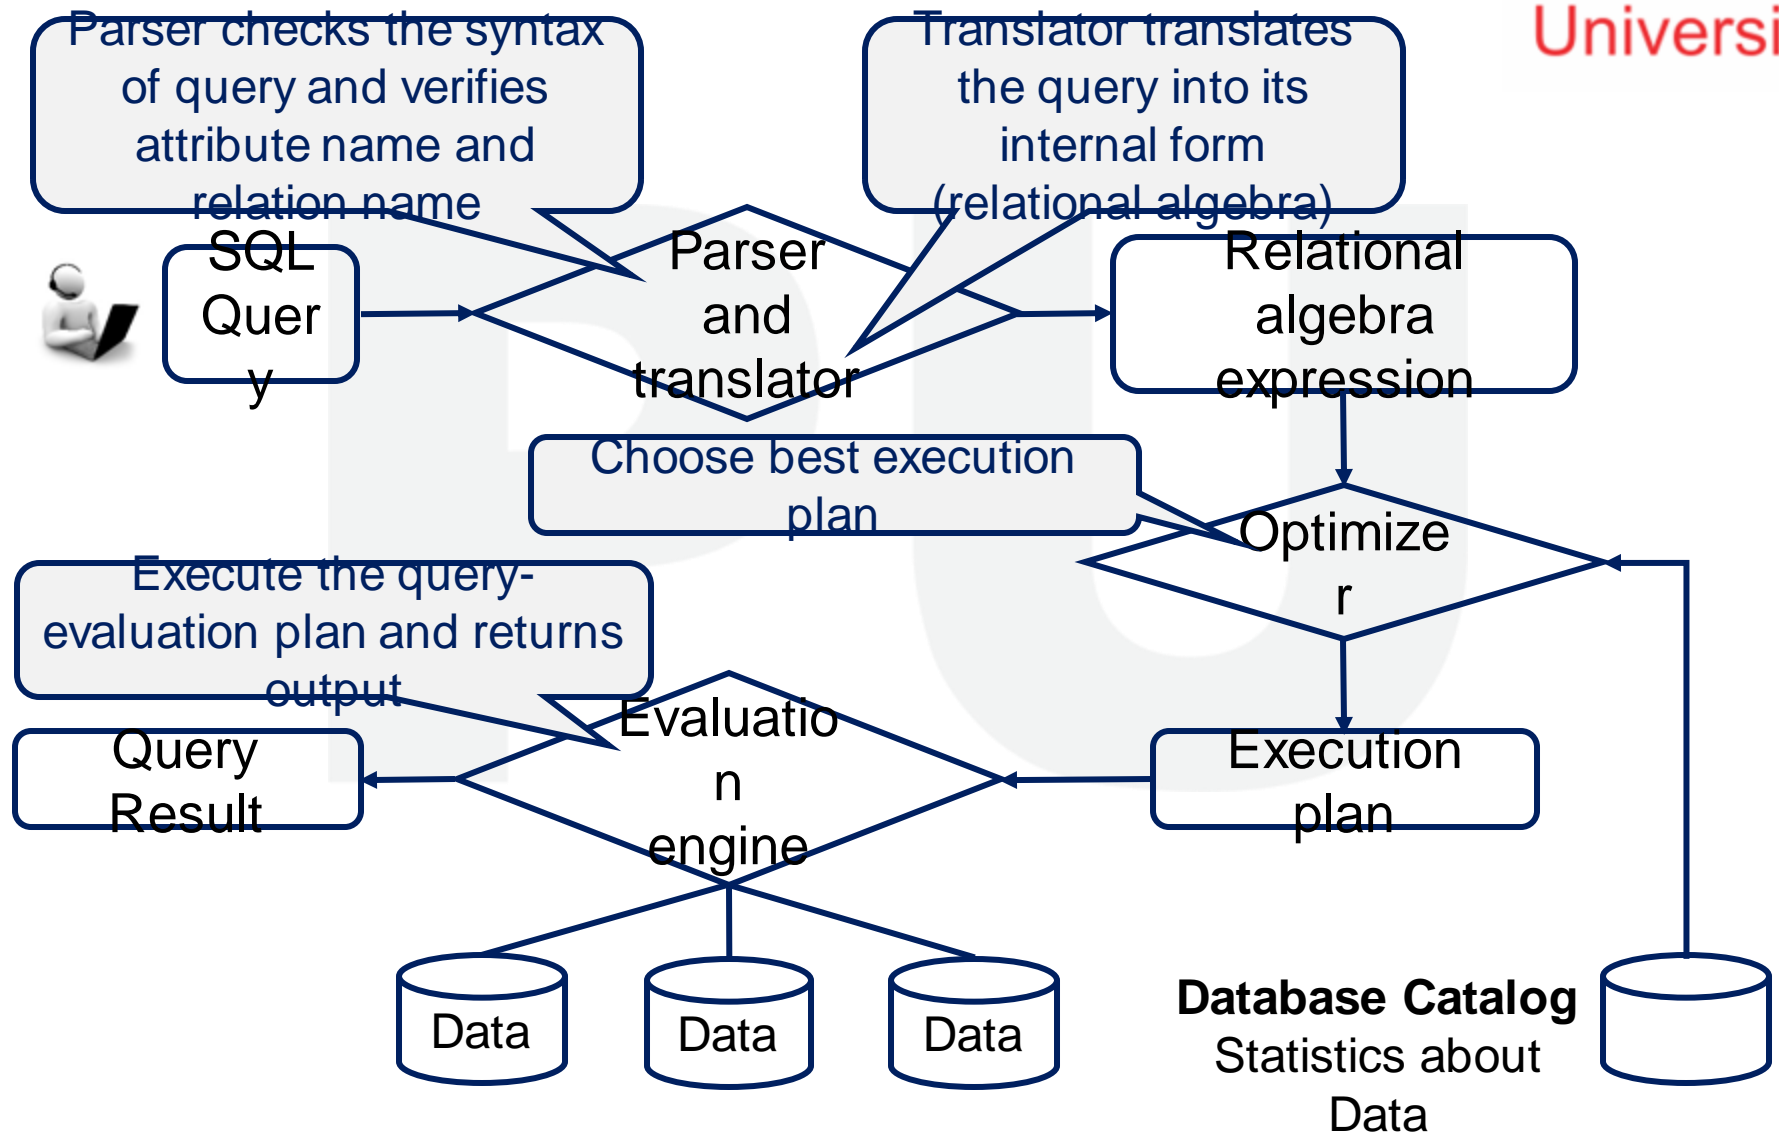 Universi
Parser checks the syntax
of query and verifies
attribute name and
relation name
Translator translates
the query into its
internal form
(relational algebra)
SQL
Quer
y
Parser
and
translator
Relational
algebra
expression
Choose best execution
plan
Optimize
r
Execute the query-
evaluation plan and returns
output
Query
Result
Evaluatio
n
engine
Execution
plan
Data
Data
Data
Database Catalog
Statistics about
Data
PU